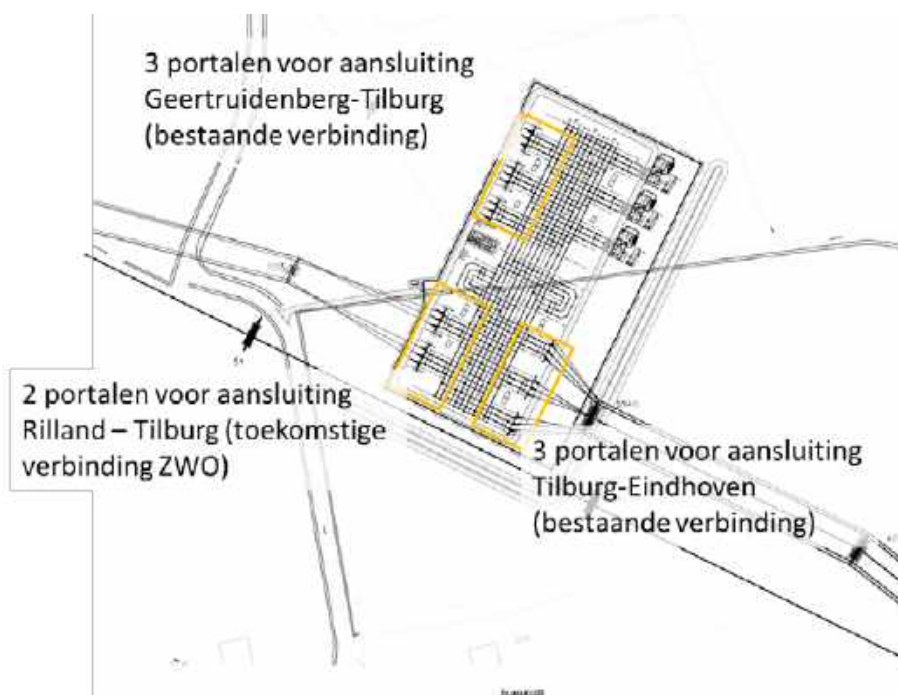 3 portalen voor aansluiting
Geertruidenberg-Tilburg
(bestaande verbinding)
2 portalen voor aansluiting
Rilland – Tilburg (toekomstige
verbinding ZWO)
3 portalen voor aansluiting
Tilburg-Eindhoven
(bestaande verbinding)